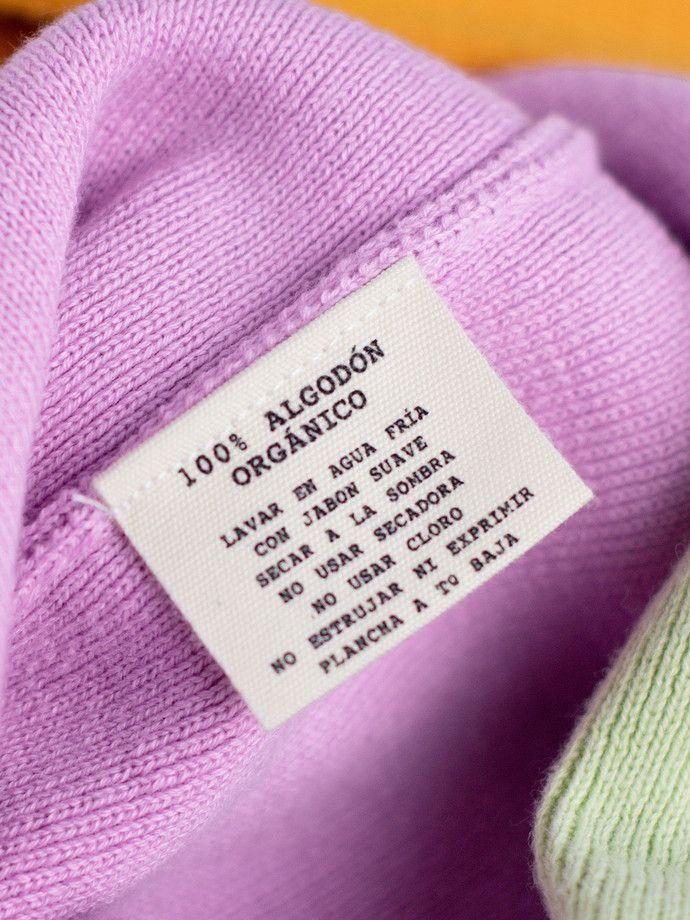 100% ALGODÓN
ORGÁNICO
LAVAR EN AGUA FRÍA
CON JABON SUAVE
SECAR A LA SOMBRA
NO USAR SECADORA
NO USAR CLORO
NO ESTRUJAR NI EXPRIMIR
PLANCHA A Tº BAJA